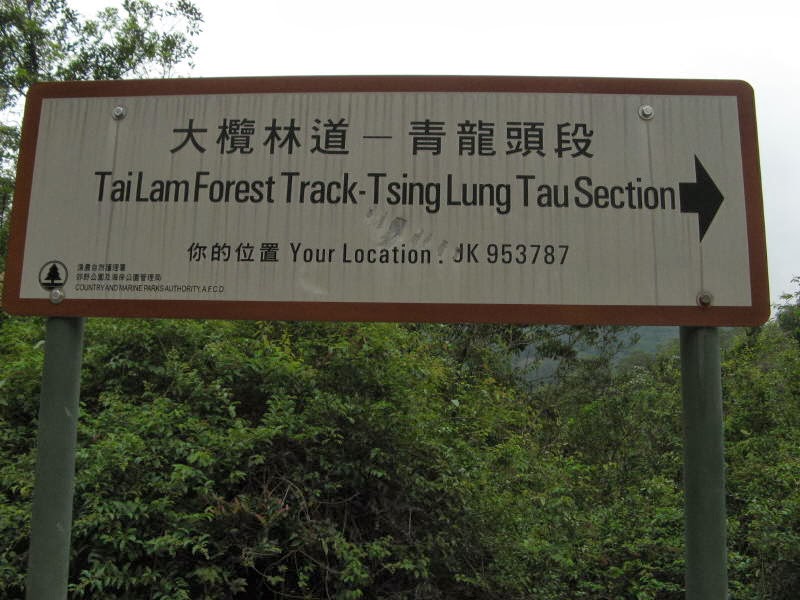 大欖林道－青龍頭段
Tai Lam Forest Track-Tsing Lung Tau Section
你的位置 Your Location : JK 953787
漁農自然護理署
郊野公園及海岸公園管理局
COUNTRY AND MARINE PARKS AUTHORITY, A.F.C.D.